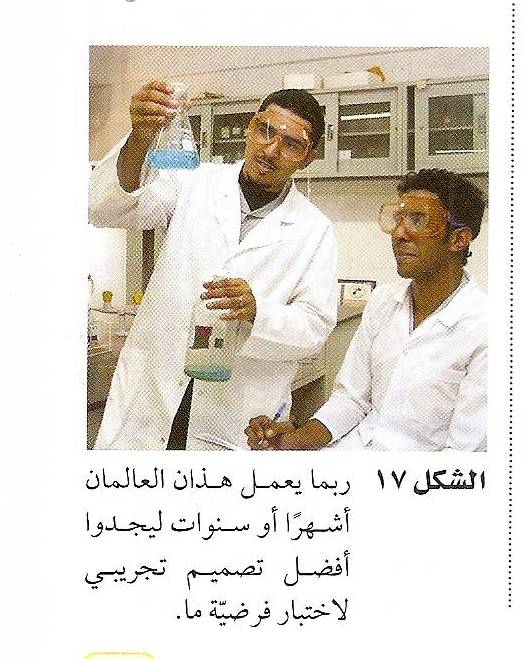 الشكل ١٧ ربما يعمل هذان العالمان
أشهرًا أو سنوات ليجدوا
أفضل تصميم تجريبي
لاختبار فرضيّة ما.